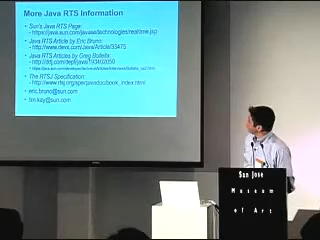 More Java RTS Information
• Sun's Java RTS Page:
- https://java.sun.com/javase/technologies/realtime.jsp
• Java RTS Article by Eric Bruno:
- http://www.devx.com/Java/Article/33475
• Java RTS Articles by Greg Bollella:
- http://ddj.com/dept/java/193402050
• The RTSJ Specification:
- http://www.rtsj.org/specjavadoc/book_index.html
• eric.bruno@sun.com
• tim.kay@sun.com
San Jose
Museum
of Art